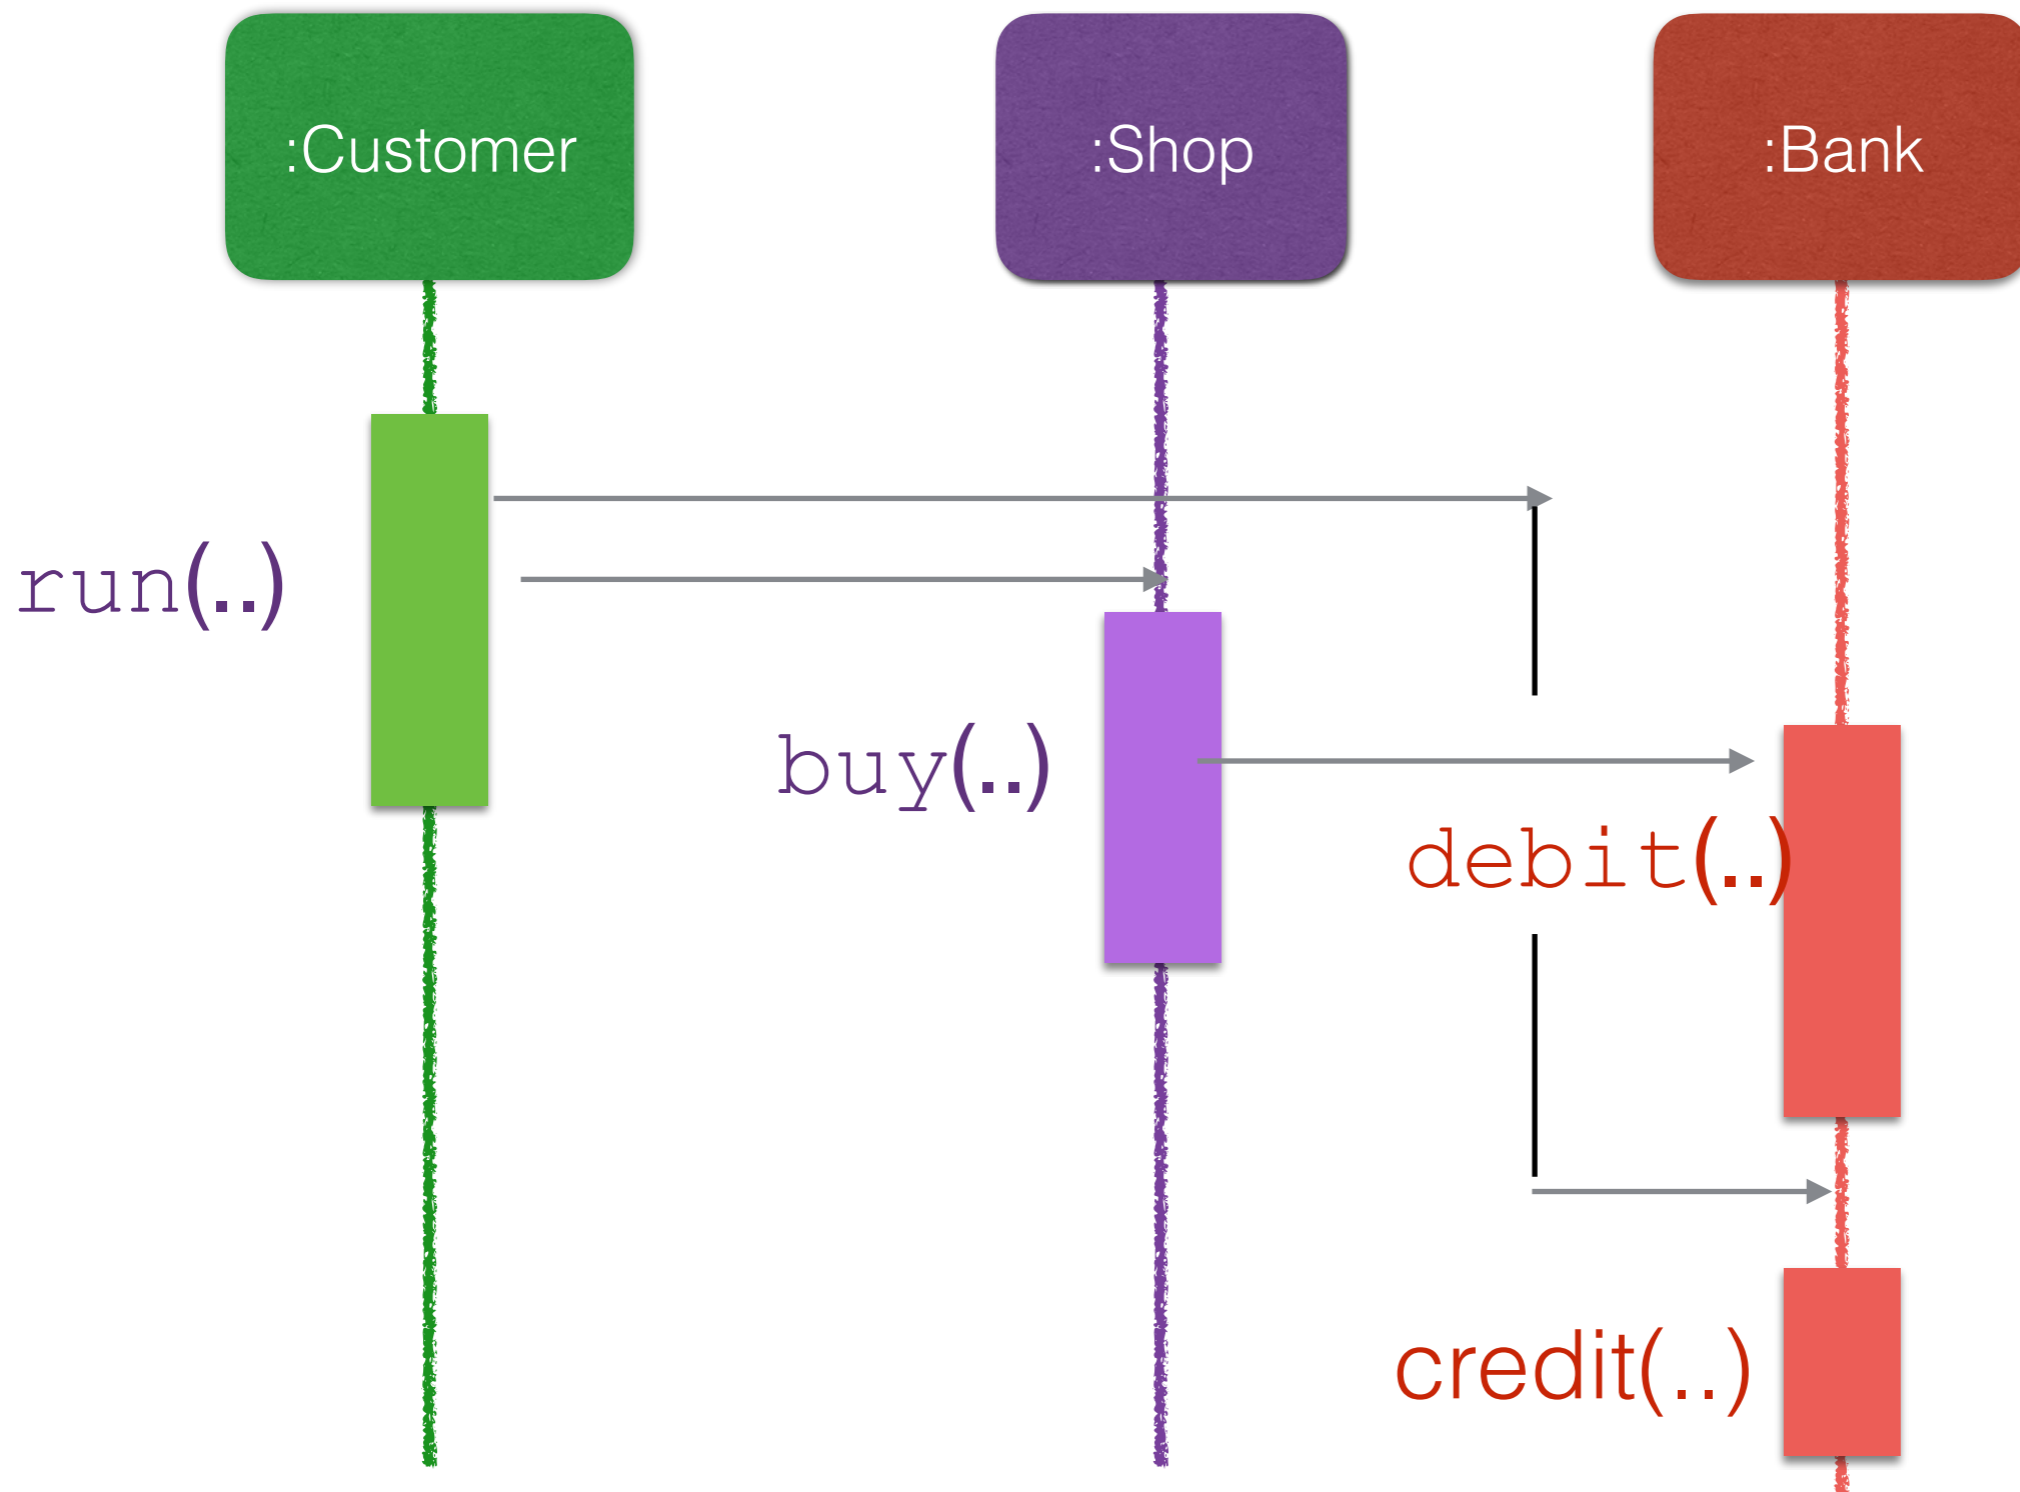 :Customer
:Shop
:Bank
run(..)
buy(..)
debit(..)
credit(..)